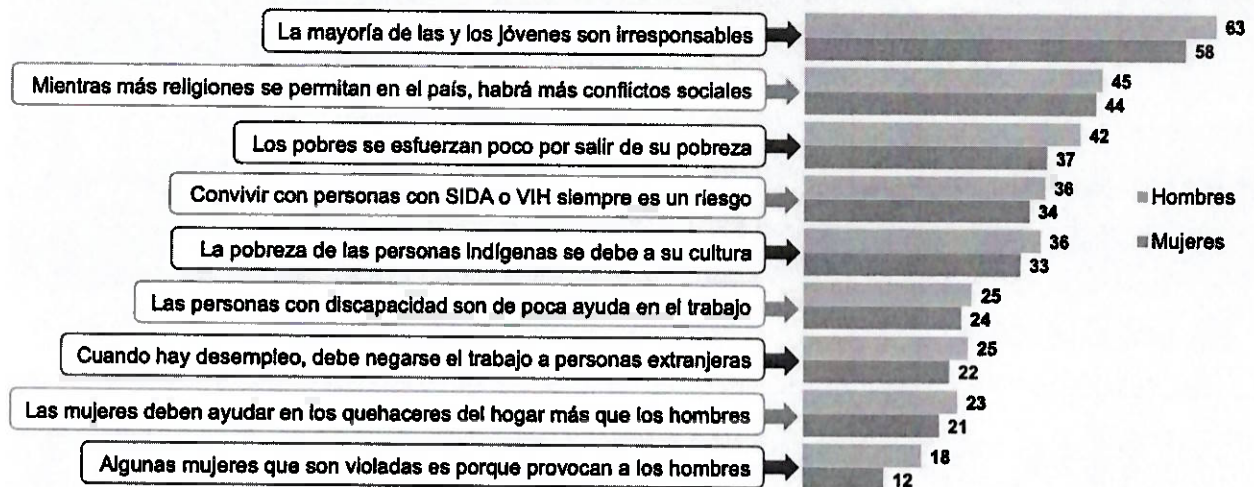 La mayoría de las y los jóvenes son irresponsables
63
58
Mientras más religiones se permitan en el país, habrá más conflictos sociales
45
44
Los pobres se esfuerzan poco por salir de su pobreza
42
37
Convivir con personas con SIDA o VIH siempre es un riesgo
36
34
Hombres
Mujeres
La pobreza de las personas indígenas se debe a su cultura
36
33
Las personas con discapacidad son de poca ayuda en el trabajo
25
24
Cuando hay desempleo, debe negarse el trabajo a personas extranjeras
25
22
Las mujeres deben ayudar en los quehaceres del hogar más que los hombres
23
21
Algunas mujeres que son violadas es porque provocan a los hombres
18
12